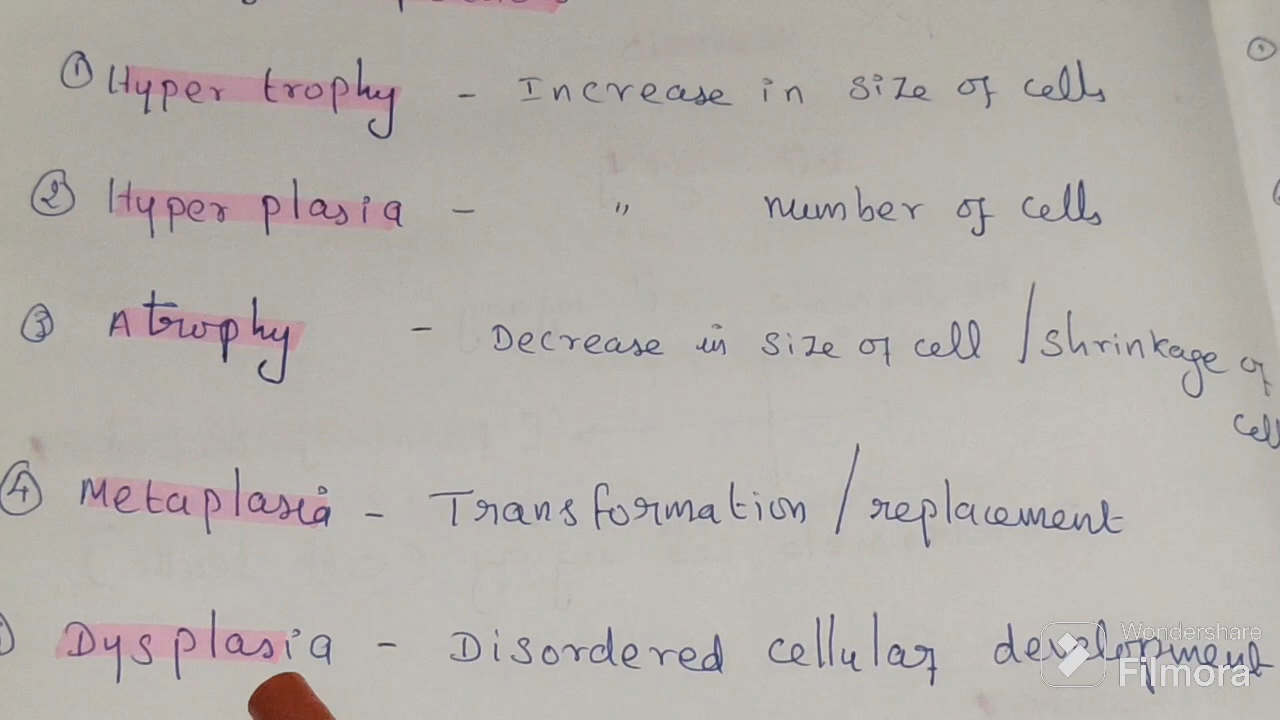 ① Hyper trophy - Increase in size of cells
② Hyper plasia - " number of cells
③ Atrophy - Decrease in size of cell / shrinkage of
cell
④ Metaplasia - Transformation / replacement
Dysplasia - Disordered cellular development
Wondershare
Filmora